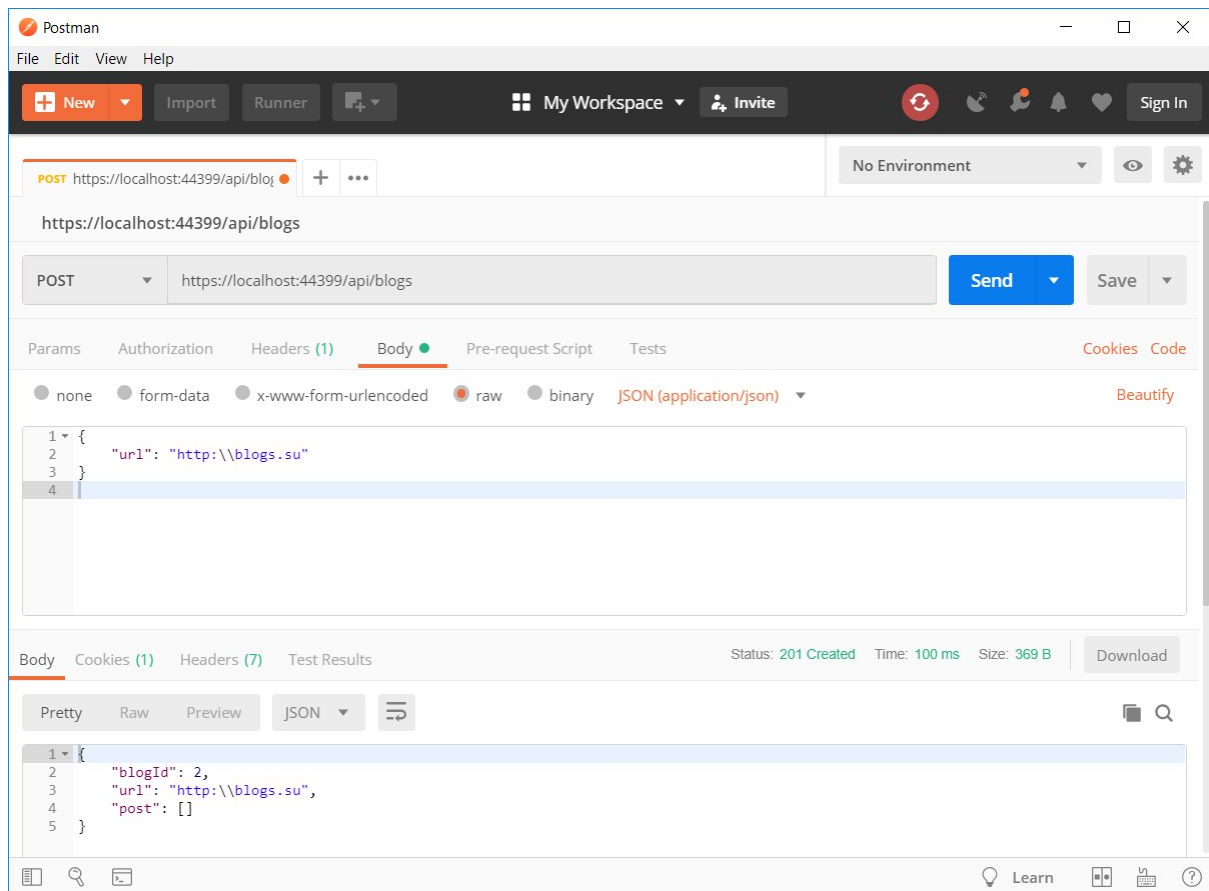 Postman
File Edit View Help
New Import Runner My Workspace Invite Sign In
POST https://localhost:44399/api/blog No Environment
https://localhost:44399/api/blogs
POST https://localhost:44399/api/blogs Send Save
Params Authorization Headers (1) Body Pre-request Script Tests Cookies Code
none form-data x-www-form-urlencoded raw binary JSON (application/json) Beautify
1 {
2 "url": "http:\\blogs.su"
3 }
4
Body Cookies (1) Headers (7) Test Results Status: 201 Created Time: 100 ms Size: 369 B Download
Pretty Raw Preview JSON
1 {
2 "blogId": 2,
3 "url": "http:\\blogs.su",
4 "post": []
5 }
Learn